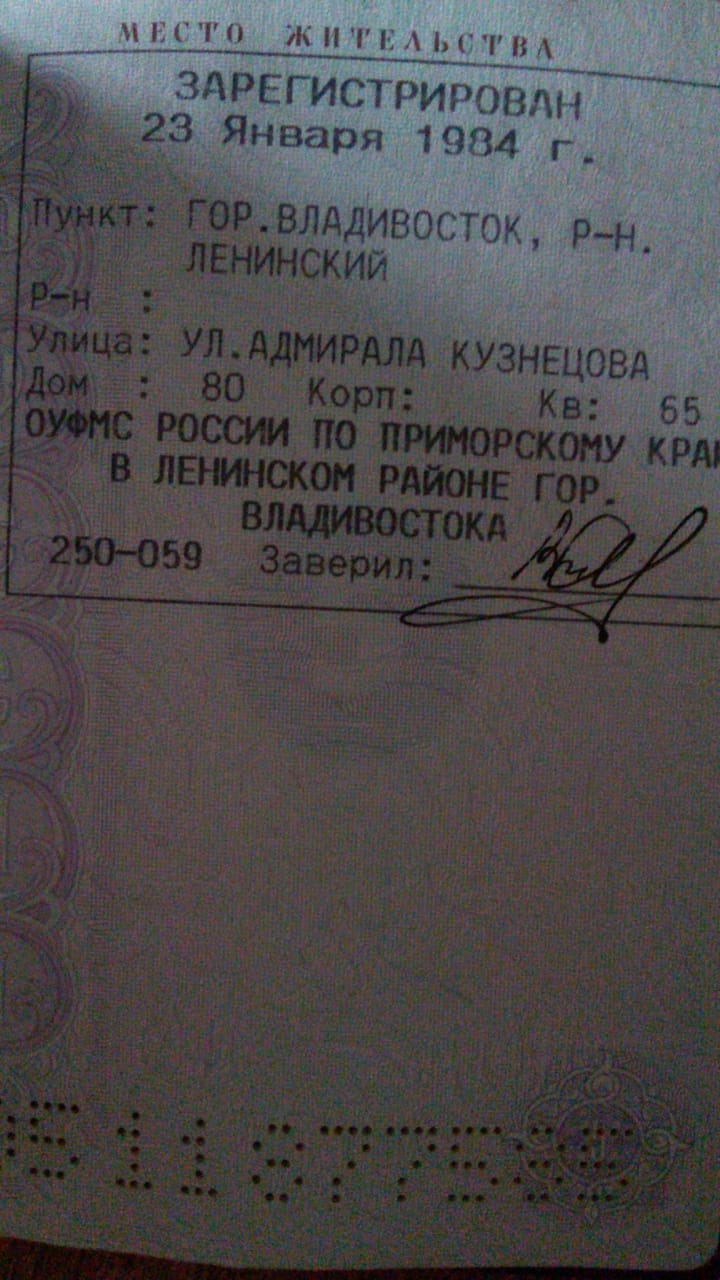 МЕСТО ЖИТЕЛЬСТВА
ЗАРЕГИСТРИРОВАН
23 Января 1984 г.
Пункт: ГОР.ВЛАДИВОСТОК, Р-Н.
ЛЕНИНСКИЙ
Р-н :
Улица: УЛ.АДМИРАЛА КУЗНЕЦОВА
Дом : 80 Корп: Кв: 65
ОУФМС РОССИИ ПО ПРИМОРСКОМУ
В ЛЕНИНСКОМ РАЙОНЕ ГОР.
ВЛАДИВОСТОКА
250-059 Заверил: